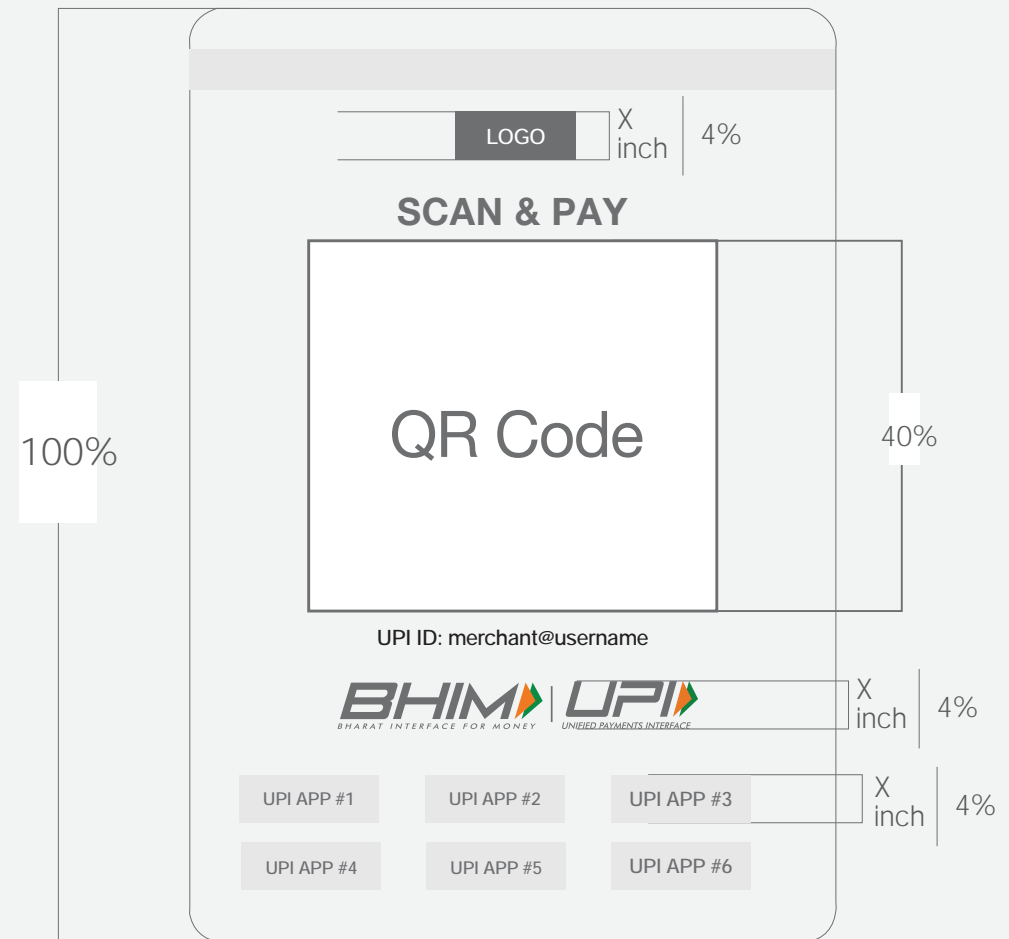 X
inch
4%
LOGO
SCAN & PAY
100%
QR Code
40%
UPI ID: merchant@username
BHIM
BHARAT INTERFACE FOR MONEY
UPI
UNIFIED PAYMENTS INTERFACE
X
inch
4%
UPI APP #1
UPI APP #2
UPI APP #3
X
inch
4%
UPI APP #4
UPI APP #5
UPI APP #6